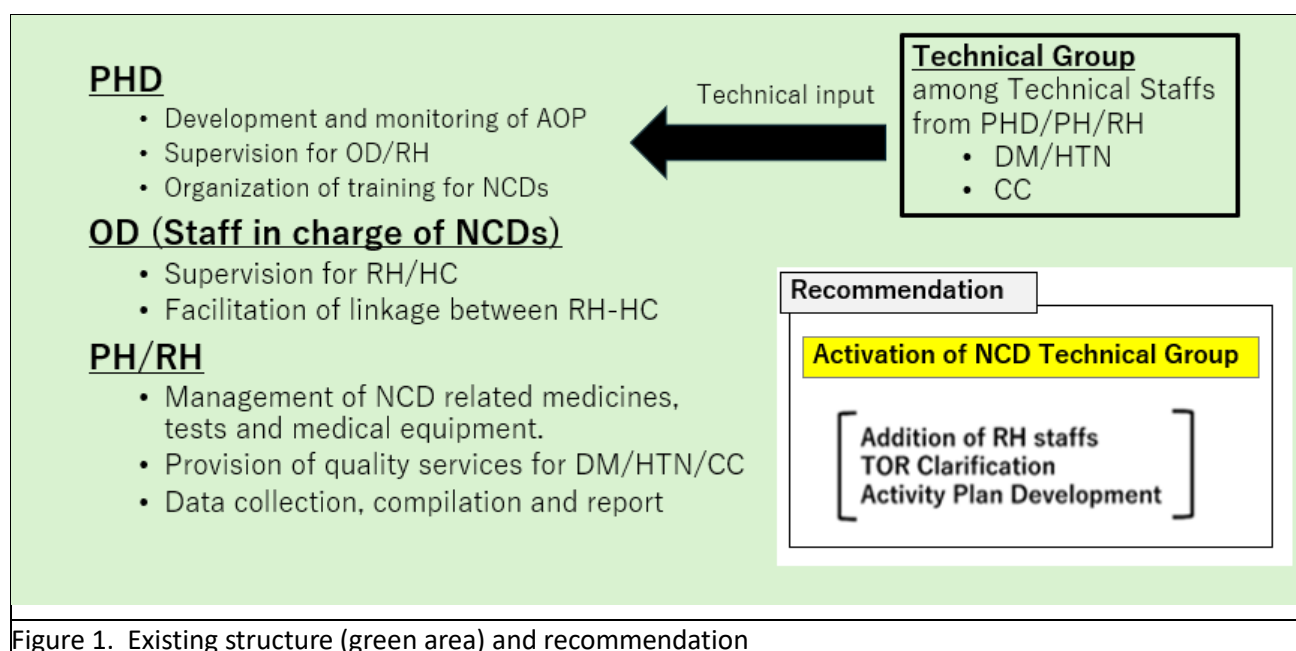 PHD
• Development and monitoring of AOP
• Supervision for OD/RH
• Organization of training for NCDs
OD (Staff in charge of NCDs)
• Supervision for RH/HC
• Facilitation of linkage between RH-HC
PH/RH
• Management of NCD related medicines,
tests and medical equipment.
• Provision of quality services for DM/HTN/CC
• Data collection, compilation and report
Technical input
Technical Group
among Technical Staffs
from PHD/PH/RH
• DM/HTN
• CC
Recommendation
Activation of NCD Technical Group
Addition of RH staffs
TOR Clarification
Activity Plan Development
Figure 1. Existing structure (green area) and recommendation